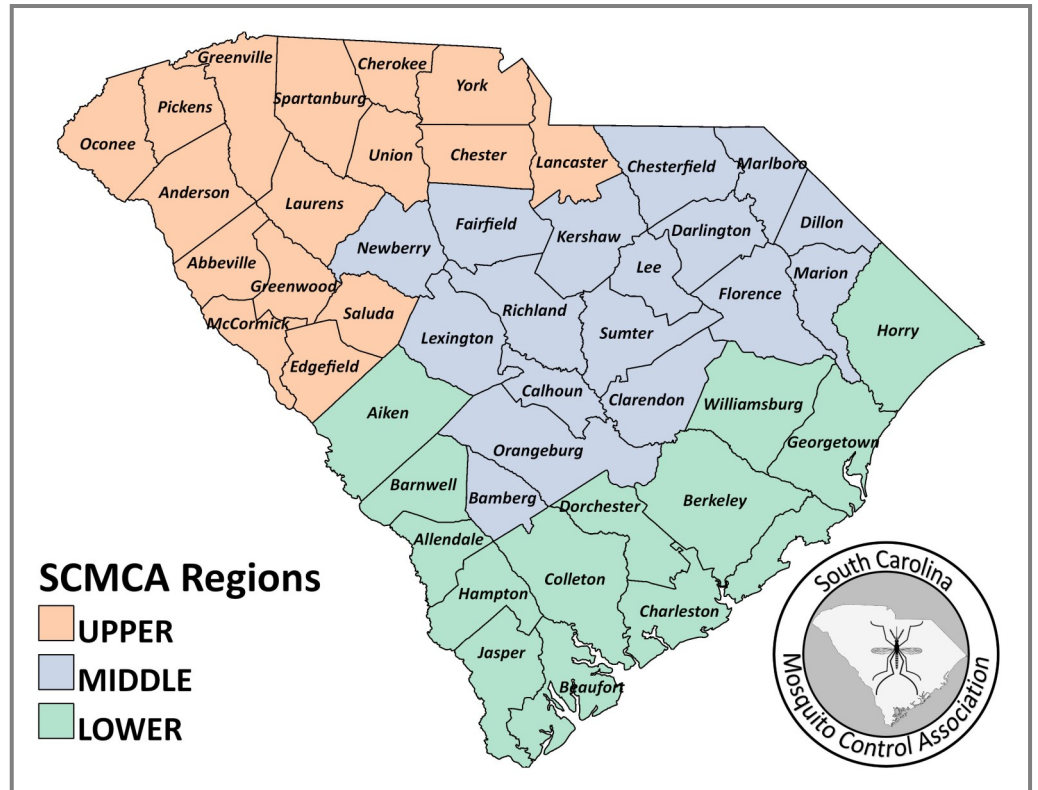 Greenville
Cherokee
York
Pickens
Spartanburg
Oconee
Union
Chester
Lancaster
Chesterfield
Marlboro
Anderson
Laurens
Fairfield
Kershaw
Darlington
Dillon
Newberry
Abbeville
Lee
Marion
Greenwood
Florence
McCormick
Saluda
Richland
Sumter
Horry
Lexington
Edgefield
Calhoun
Clarendon
Williamsburg
Aiken
Georgetown
Orangeburg
Barnwell
Bamberg
Dorchester
Berkeley
Allendale
Colleton
Hampton
Charleston
Jasper
Beaufort
SCMCA Regions
UPPER
MIDDLE
LOWER
South Carolina
Mosquito Control Association